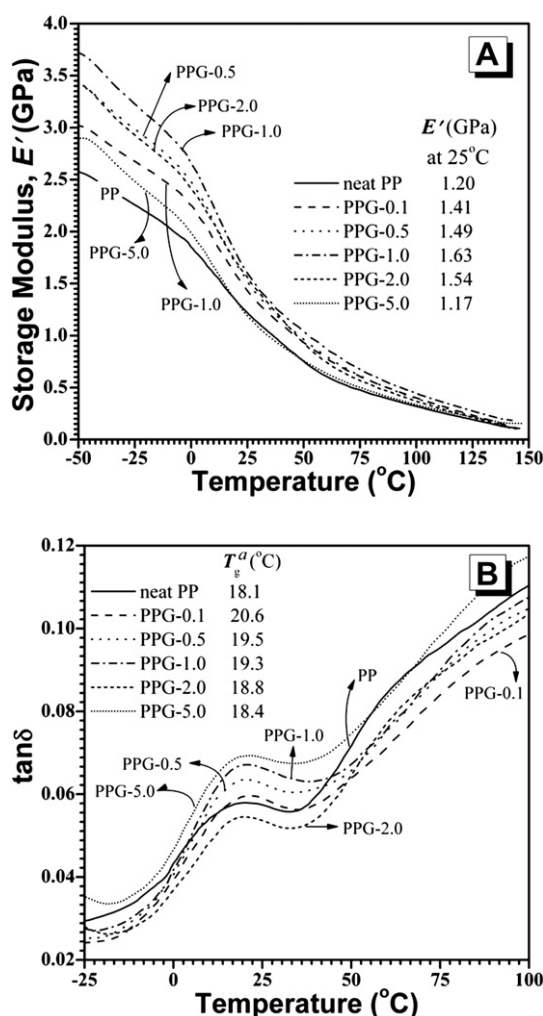 A
4.0
3.5
3.0
2.5
2.0
1.5
1.0
0.5
0.0
Storage Modulus, E′ (GPa)
PPG-0.5
PPG-2.0
PPG-1.0
PP
PPG-5.0
PPG-1.0
E′ (GPa)
at 25°C
neat PP 1.20
PPG-0.1 1.41
PPG-0.5 1.49
PPG-1.0 1.63
PPG-2.0 1.54
PPG-5.0 1.17
-50 -25 0 25 50 75 100 125 150
Temperature (°C)
B
0.12
0.10
0.08
0.06
0.04
0.02
tanδ
Tgᵃ (°C)
neat PP 18.1
PPG-0.1 20.6
PPG-0.5 19.5
PPG-1.0 19.3
PPG-2.0 18.8
PPG-5.0 18.4
PP
PPG-1.0
PPG-0.1
PPG-0.5
PPG-5.0
PPG-2.0
-25 0 25 50 75 100
Temperature (°C)